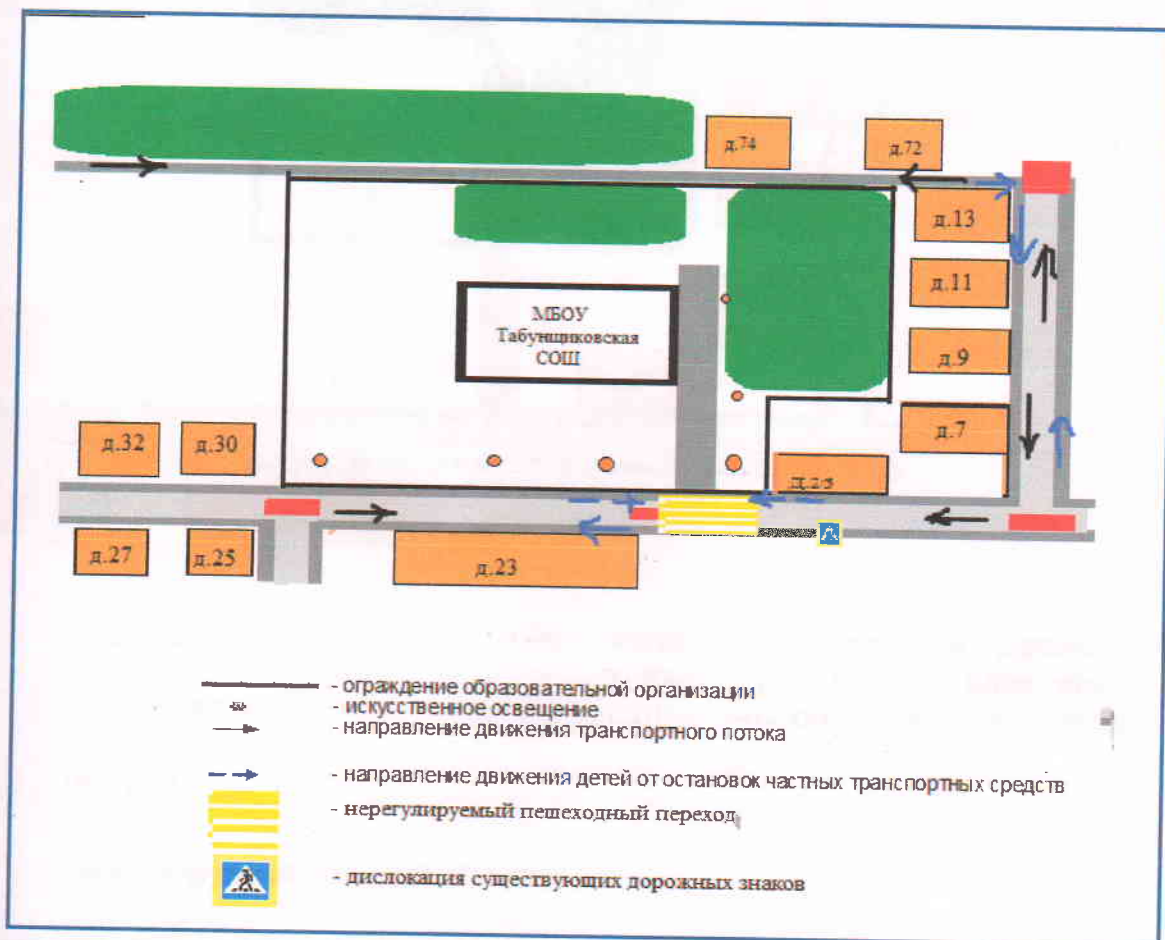 д.74
д.72
д.13
д.11
д.9
д.7
МБОУ
Табунщиковская
СОШ
д.32
д.30
д.27
д.25
д.23
- ограждение образовательной организации
- искусственное освещение
- направление движения транспортного потока
- направление движения детей от остановок частных транспортных средств
- нерегулируемый пешеходный переход
- дислокация существующих дорожных знаков